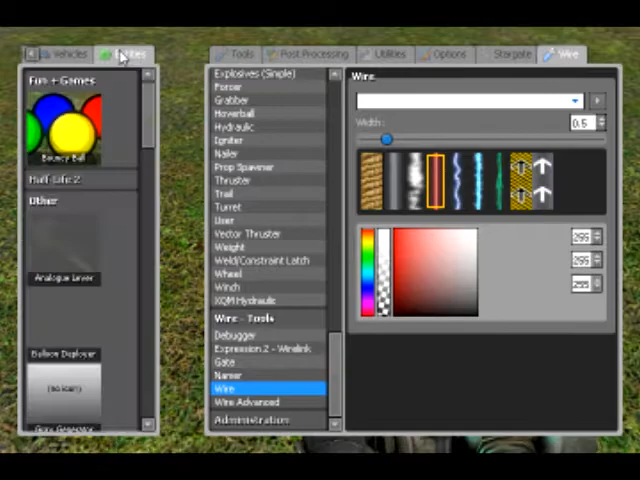 Vehicles
Entities
Tools
Post Processing
Utilities
Options
Stargate
Wire
Fun + Games
Bouncy Ball
Half-Life 2
Other
Analogue Lever
Balloon Deployer
(no icon)
Explosives (Simple)
Forcer
Grabber
Hoverball
Hydraulic
Igniter
Nailer
Prop Spawner
Thruster
Trail
Turret
User
Vector Thruster
Weight
Weld/Constraint Latch
Wheel
Winch
XQM Hydraulic
Wire - Tools
Debugger
Expression 2 - Wirelink
Gate
Namer
Wire
Wire Advanced
Administration
Wire
Width:
0.5
255
255
255